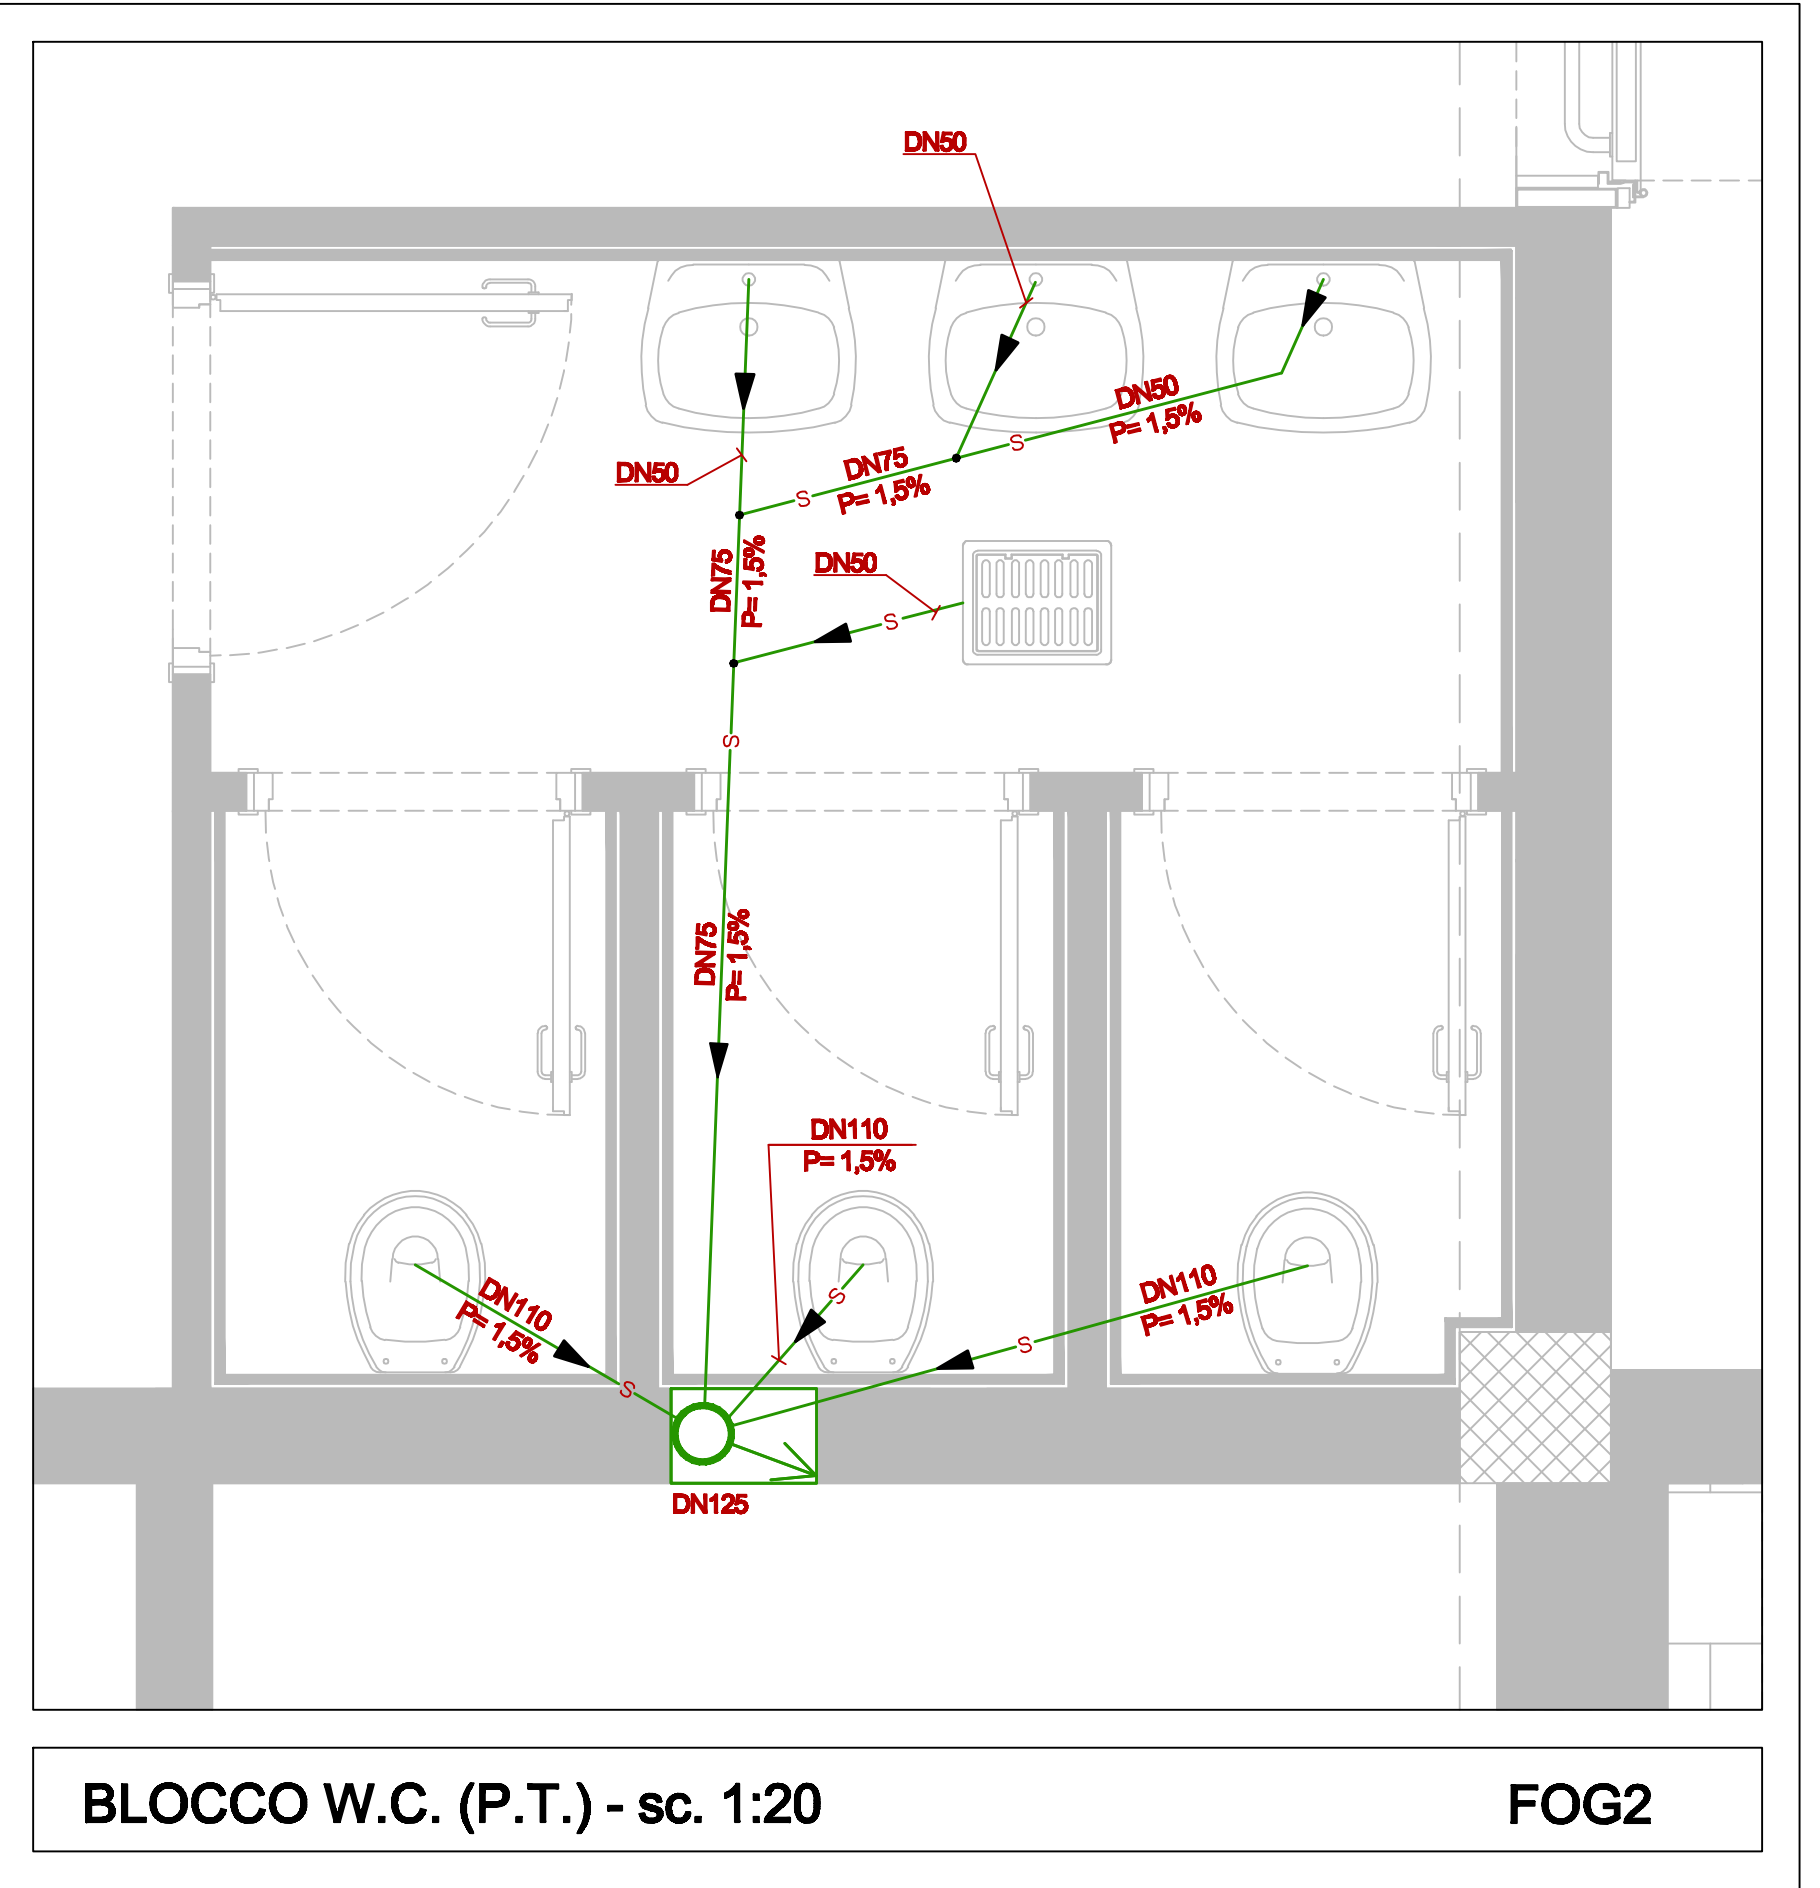 DN50
DN50
P= 1,5%
DN75
P= 1,5%
S
S
DN50
DN75
P= 1,5%
DN50
S
S
DN75
P= 1,5%
DN110
P= 1,5%
DN110
P= 1,5%
S
S
DN110
P= 1,5%
S
DN125
BLOCCO W.C. (P.T.) - sc. 1:20
FOG2